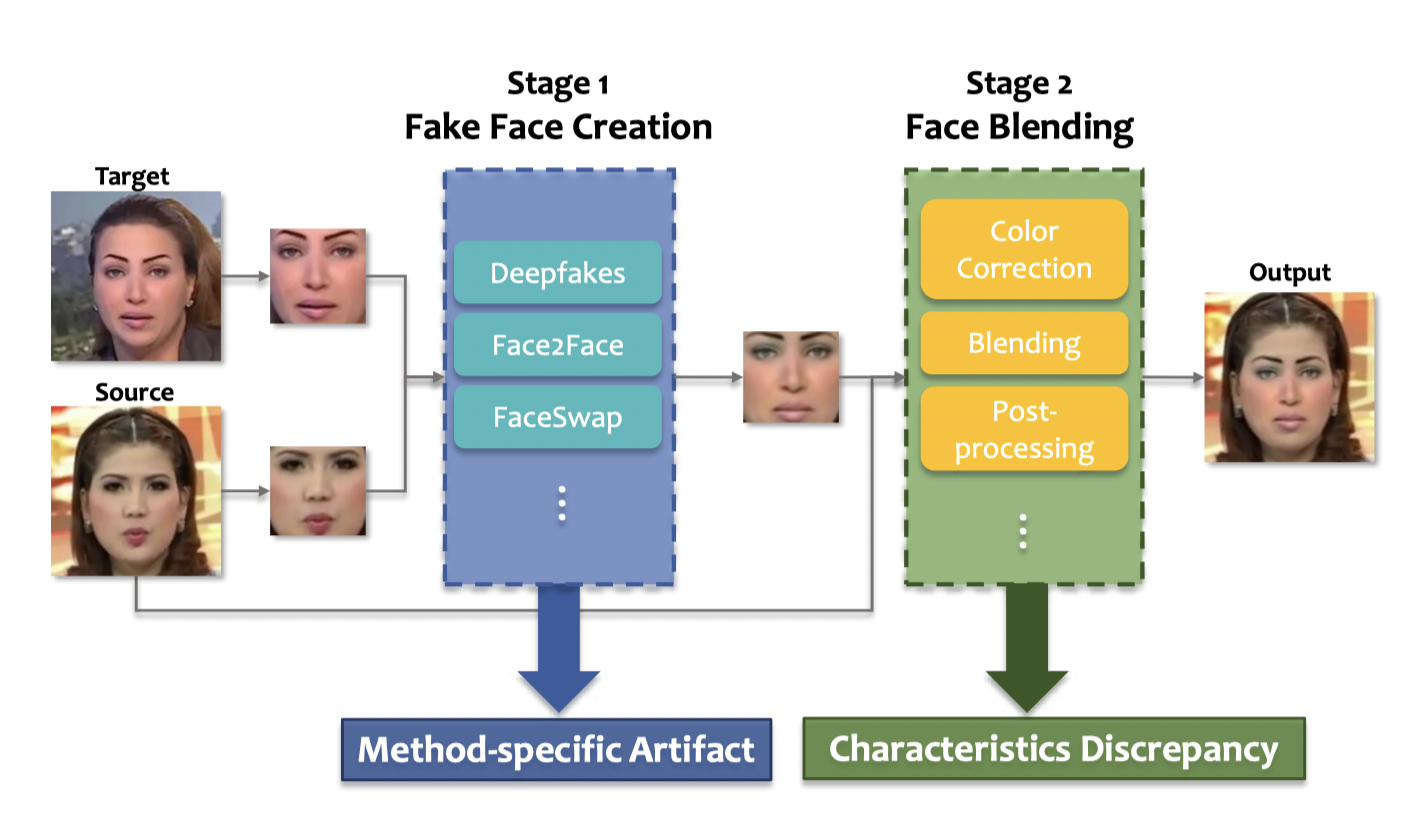 Stage 1
Fake Face Creation
Stage 2
Face Blending
Target
Source
Deepfakes
Face2Face
FaceSwap
Color
Correction
Blending
Post-
processing
Output
Method-specific Artifact
Characteristics Discrepancy